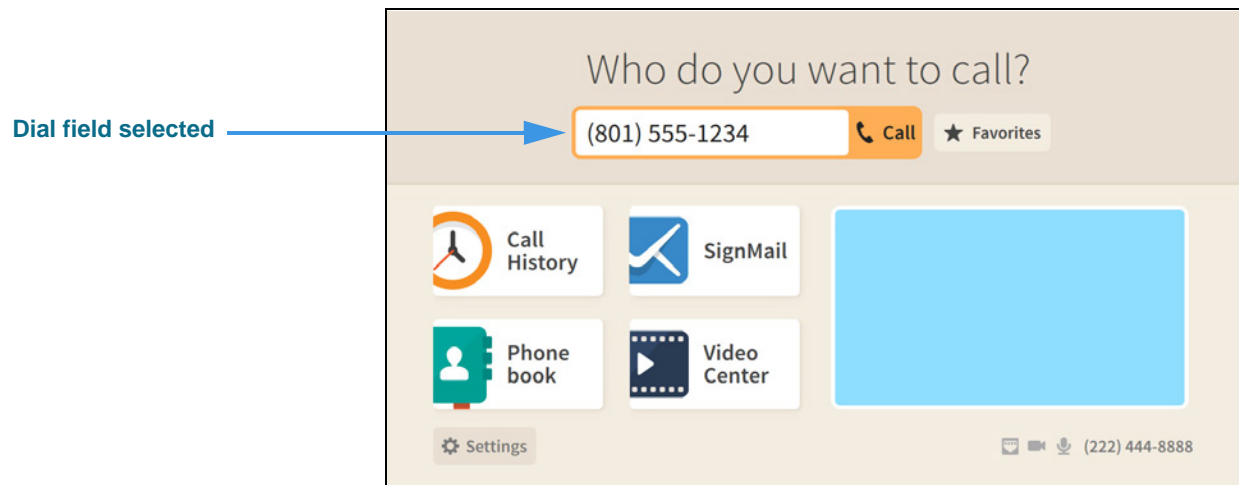 Who do you want to call?
Dial field selected
(801) 555-1234
Call
Favorites
Call
History
SignMail
Phone
book
Video
Center
Settings
(222) 444-8888